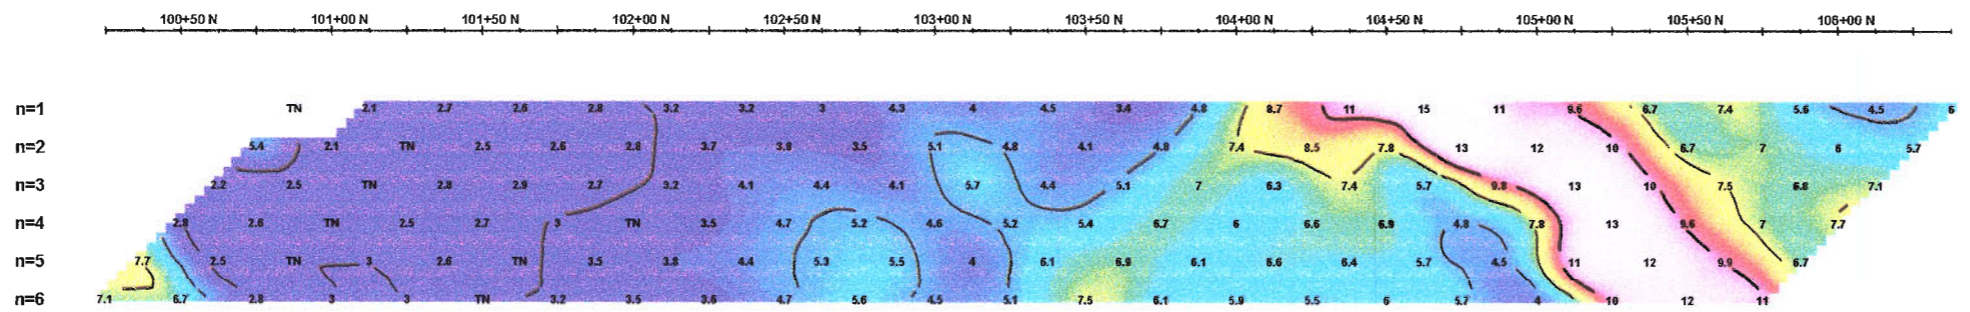 100+50 N 101+00 N 101+50 N 102+00 N 102+50 N 103+00 N 103+50 N 104+00 N 104+50 N 105+00 N 105+50 N 106+00 N
n=1 TN 2.1 2.7 2.6 2.8 3.2 3.2 3 4.3 4 4.5 3.4 4.8 8.7 11 15 11 9.6 6.7 7.4 5.6 4.5 6
n=2 5.4 2.1 TN 2.5 2.6 2.8 3.7 3.8 3.5 5.1 4.8 4.1 4.8 7.4 8.5 7.8 13 12 10 6.7 7 6 5.7
n=3 2.2 2.5 TN 2.8 2.9 2.7 3.2 4.1 4.4 4.1 5.7 4.4 5.1 7 6.3 7.4 5.7 9.8 13 10 7.5 6.8 7.1
n=4 2.8 2.6 TN 2.5 2.7 3 TN 3.5 4.7 5.2 4.6 5.2 5.4 6.7 6 6.6 6.9 4.8 7.8 13 9.6 7 7.7
n=5 7.7 2.5 TN 3 2.6 TN 3.5 3.8 4.4 5.3 5.5 4 6.1 6.9 6.1 6.6 6.4 5.7 4.5 11 12 9.9 6.7
n=6 7.1 6.7 2.8 3 3 TN 3.2 3.5 3.6 4.7 5.6 4.5 5.1 7.5 6.1 5.9 5.5 6 5.7 4 10 12 11